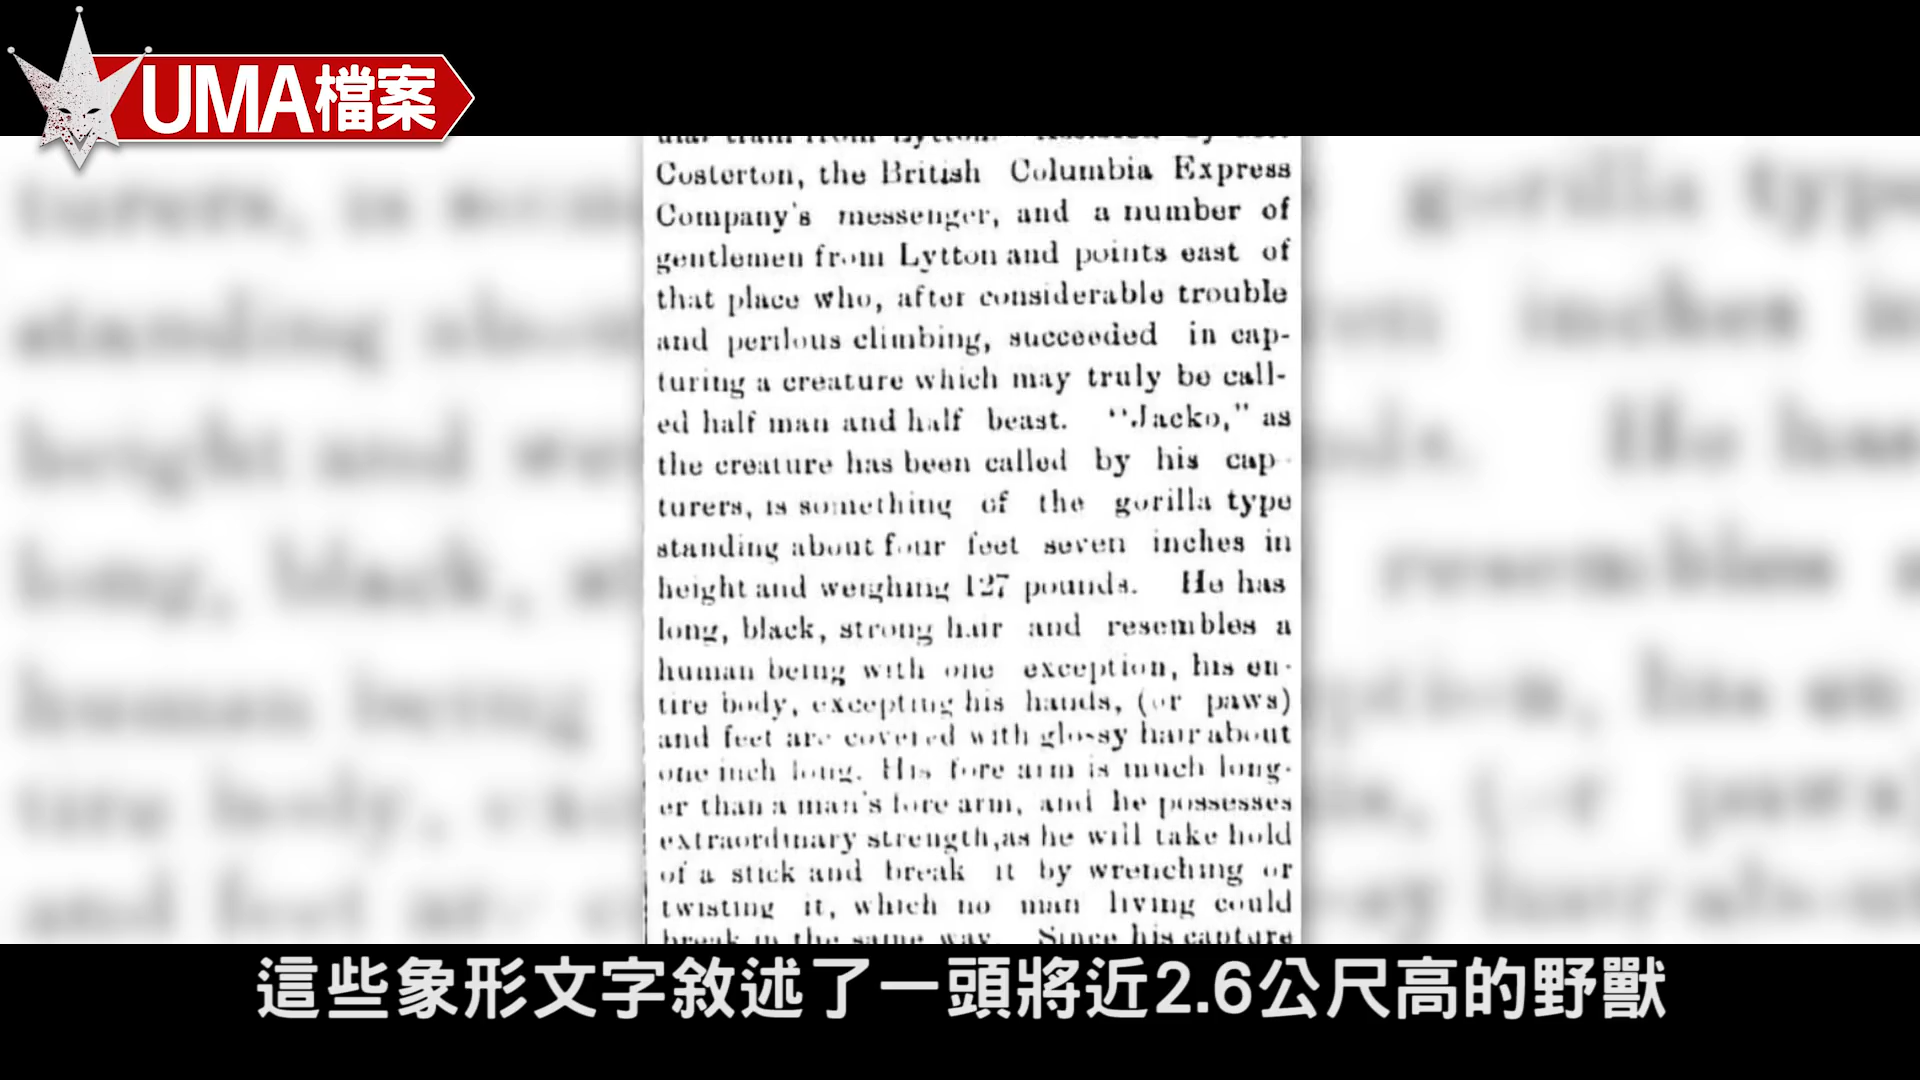 UMA檔案
Costerton, the British Columbia Express
Company's messenger, and a number of
gentlemen from Lytton and points east of
that place who, after considerable trouble
and perilous climbing, succeeded in cap-
turing a creature which may truly be call-
ed half man and half beast. "Jacko," as
the creature has been called by his cap-
turers, is something of the gorilla type
standing about four feet seven inches in
height and weighing 127 pounds. He has
long, black, strong hair and resembles a
human being with one exception, his en-
tire body, excepting his hands, (or paws)
and feet are covered with glossy hair about
one inch long. His fore arm is much long-
er than a man's fore arm, and he possesses
extraordinary strength, as he will take hold
of a stick and break it by wrenching or
twisting it, which no man living could
break in the same way. Since his capture
這些象形文字敘述了一頭將近2.6公尺高的野獸